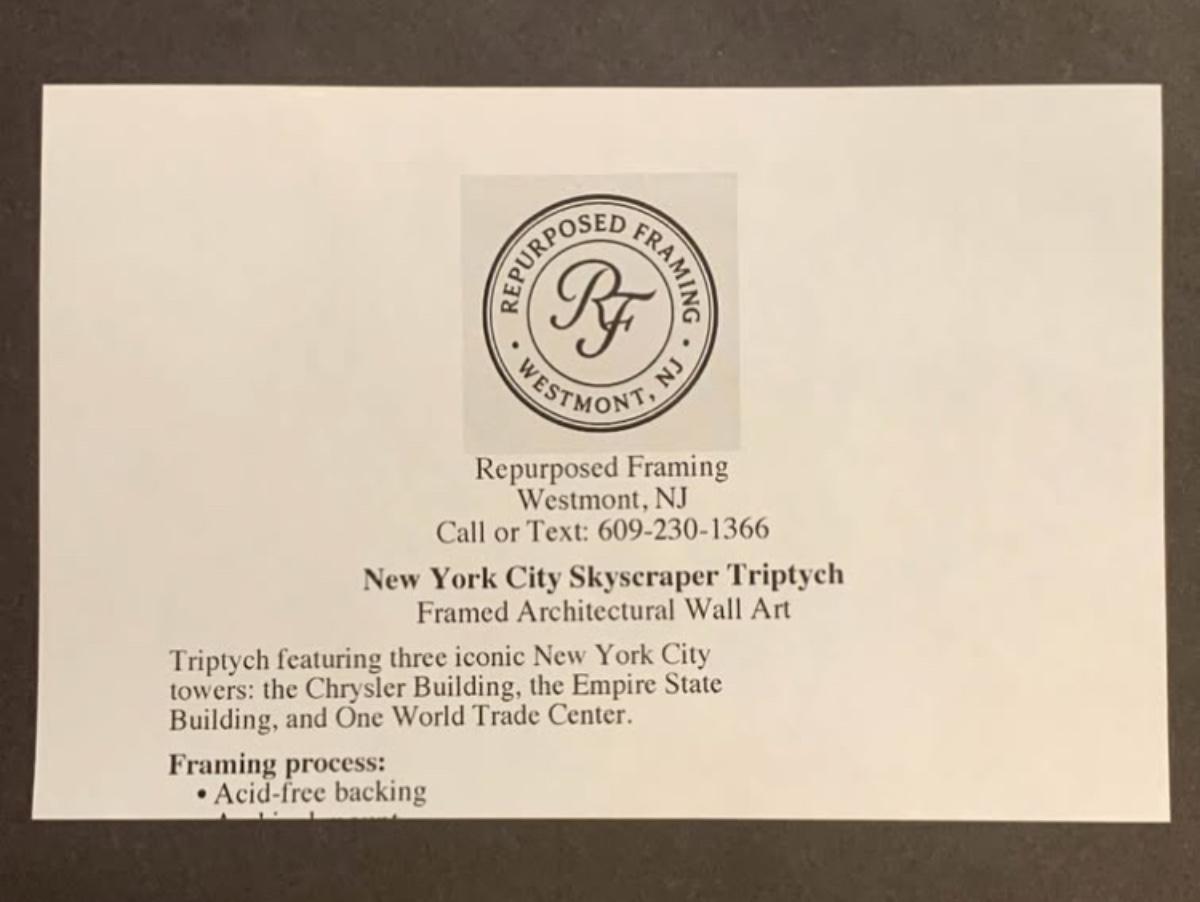 REPURPOSED FRAMING
RF
• WESTMONT, NJ •
Repurposed Framing
Westmont, NJ
Call or Text: 609-230-1366
New York City Skyscraper Triptych
Framed Architectural Wall Art
Triptych featuring three iconic New York City
towers: the Chrysler Building, the Empire State
Building, and One World Trade Center.
Framing process:
• Acid-free backing